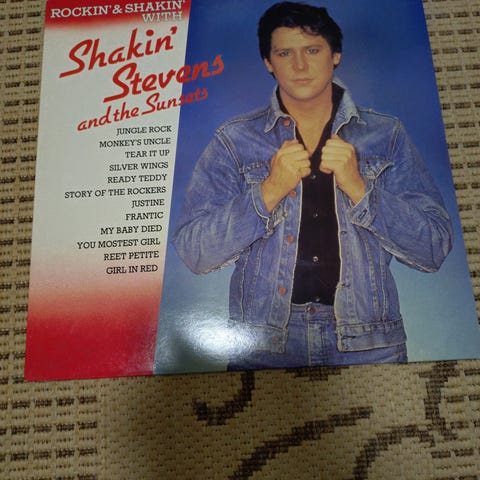 ROCKIN' & SHAKIN'
WITH
Shakin'
Stevens
and the Sunsets
JUNGLE ROCK
MONKEY'S UNCLE
TEAR IT UP
SILVER WINGS
READY TEDDY
STORY OF THE ROCKERS
JUSTINE
FRANTIC
MY BABY DIED
YOU MOSTEST GIRL
REET PETITE
GIRL IN RED